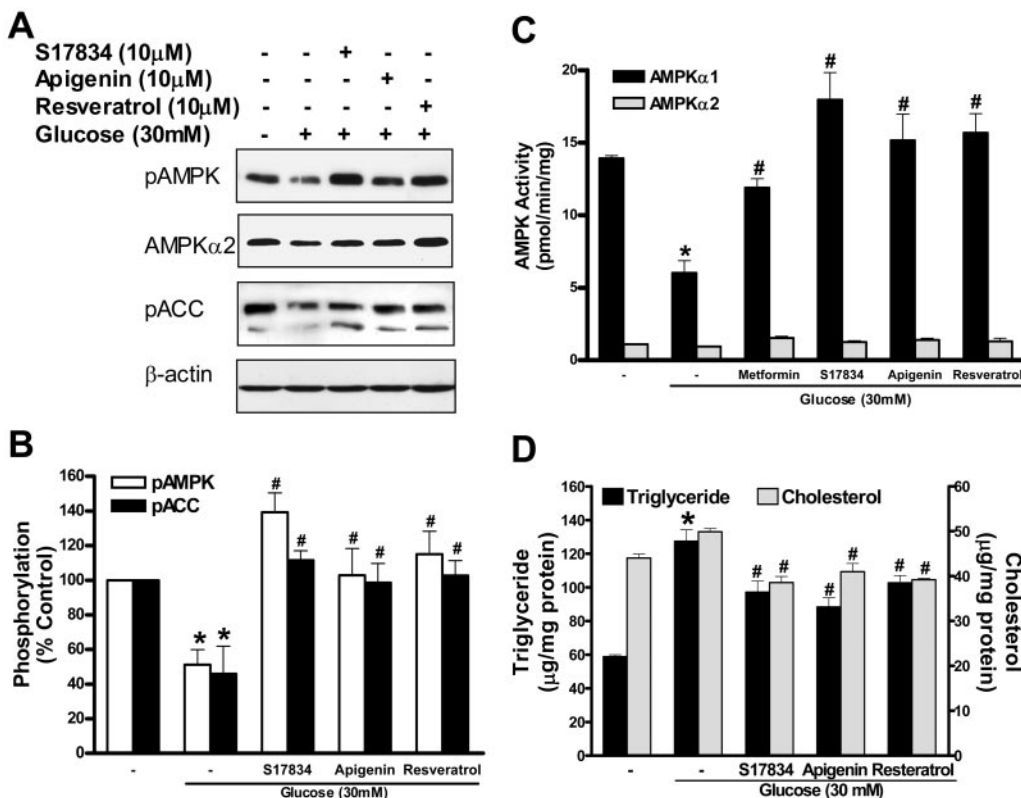 A
S17834 (10μM) - - + - -
Apigenin (10μM) - - - + -
Resveratrol (10μM) - - - - +
Glucose (30mM) - + + + +
pAMPK
AMPKα2
pACC
β-actin
B
pAMPK
pACC
Phosphorylation
(% Control)
160
140
120
100
80
60
40
20
0
* * # # # # # #
- - S17834 Apigenin Resveratrol
Glucose (30mM)
C
AMPKα1
AMPKα2
AMPK Activity
(pmol/min/mg)
20
15
10
5
0
* # # # #
- - Metformin S17834 Apigenin Resveratrol
Glucose (30mM)
D
Triglyceride
Cholesterol
Triglyceride
(μg/mg protein)
160
140
120
100
80
60
40
20
0
* # # # # # #
60
50
40
30
20
10
0
Cholesterol
(μg/mg protein)
- - S17834 Apigenin Resteratrol
Glucose (30 mM)